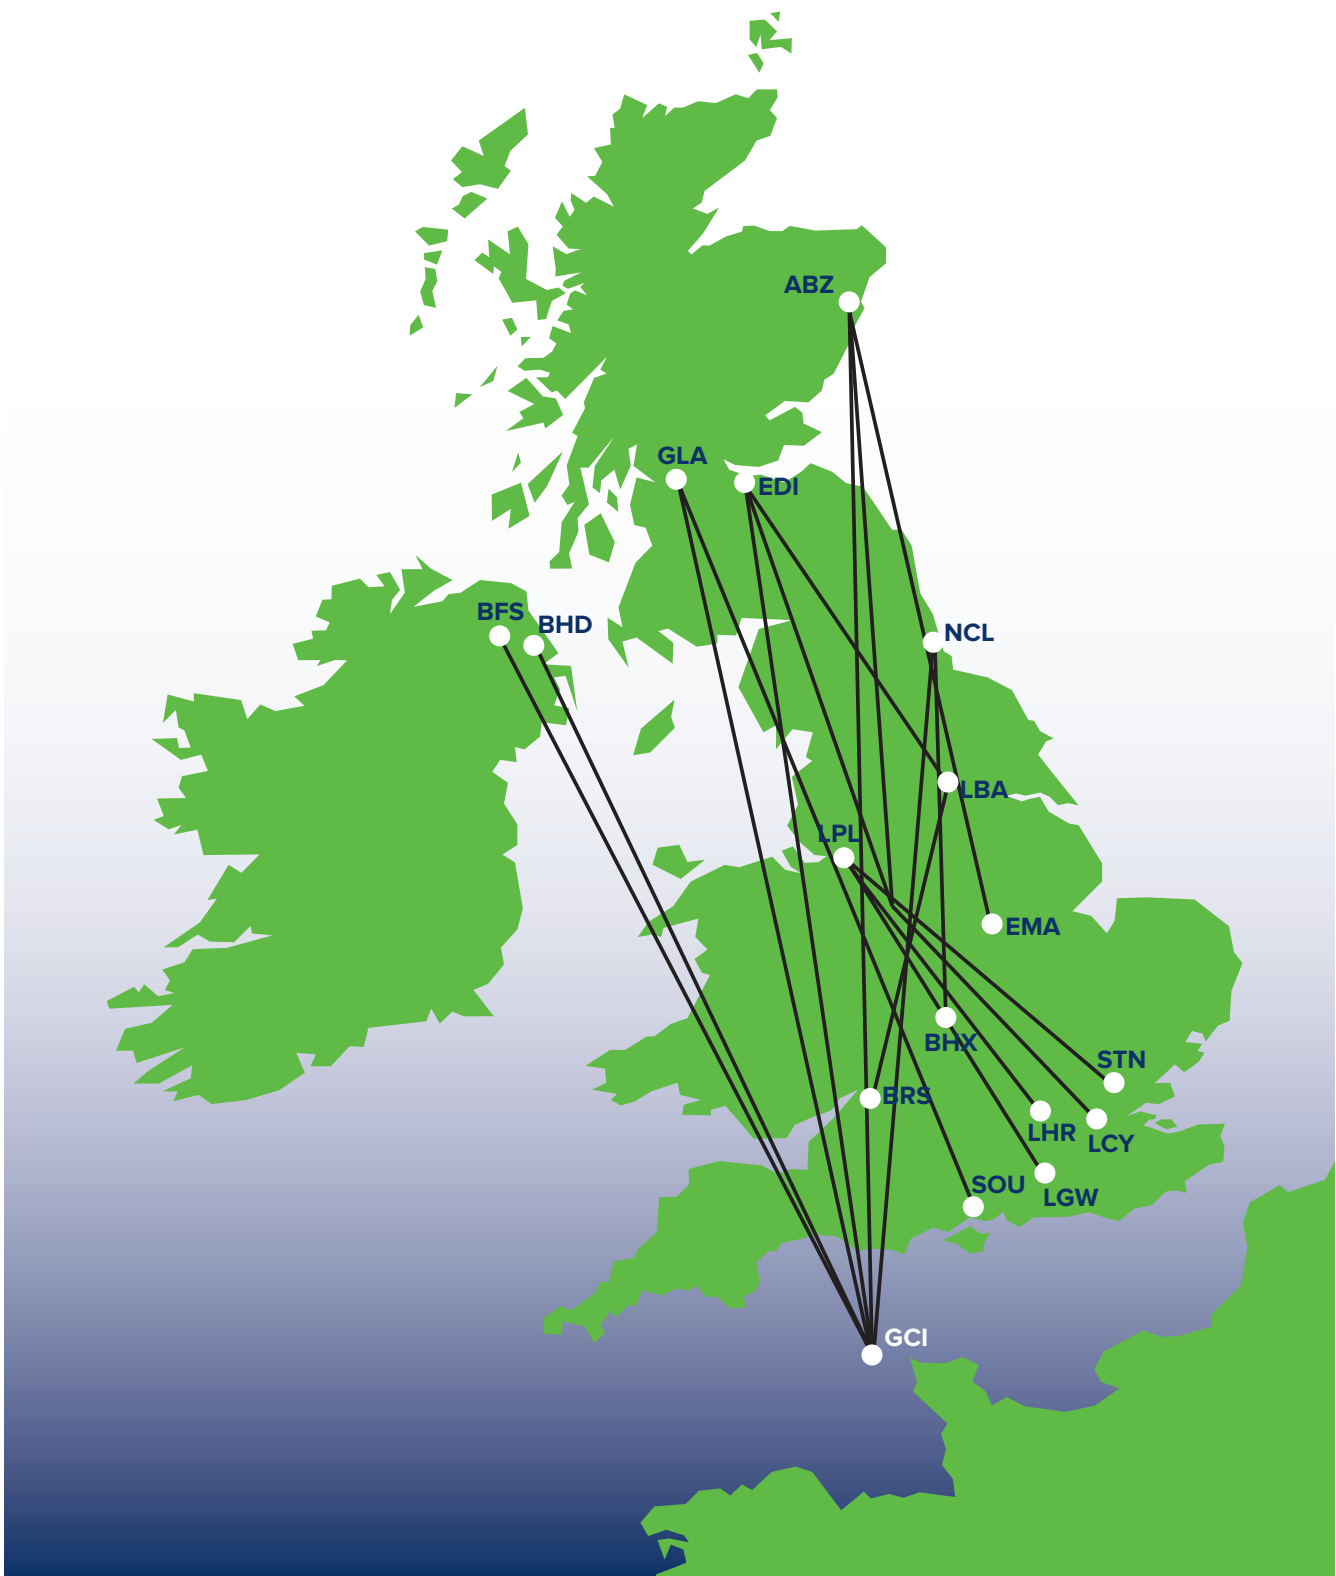 ABZ
GLA
EDI
BFS
BHD
NCL
LBA
LPL
EMA
BHX
STN
BRS
LHR
LCY
SOU
LGW
GCI